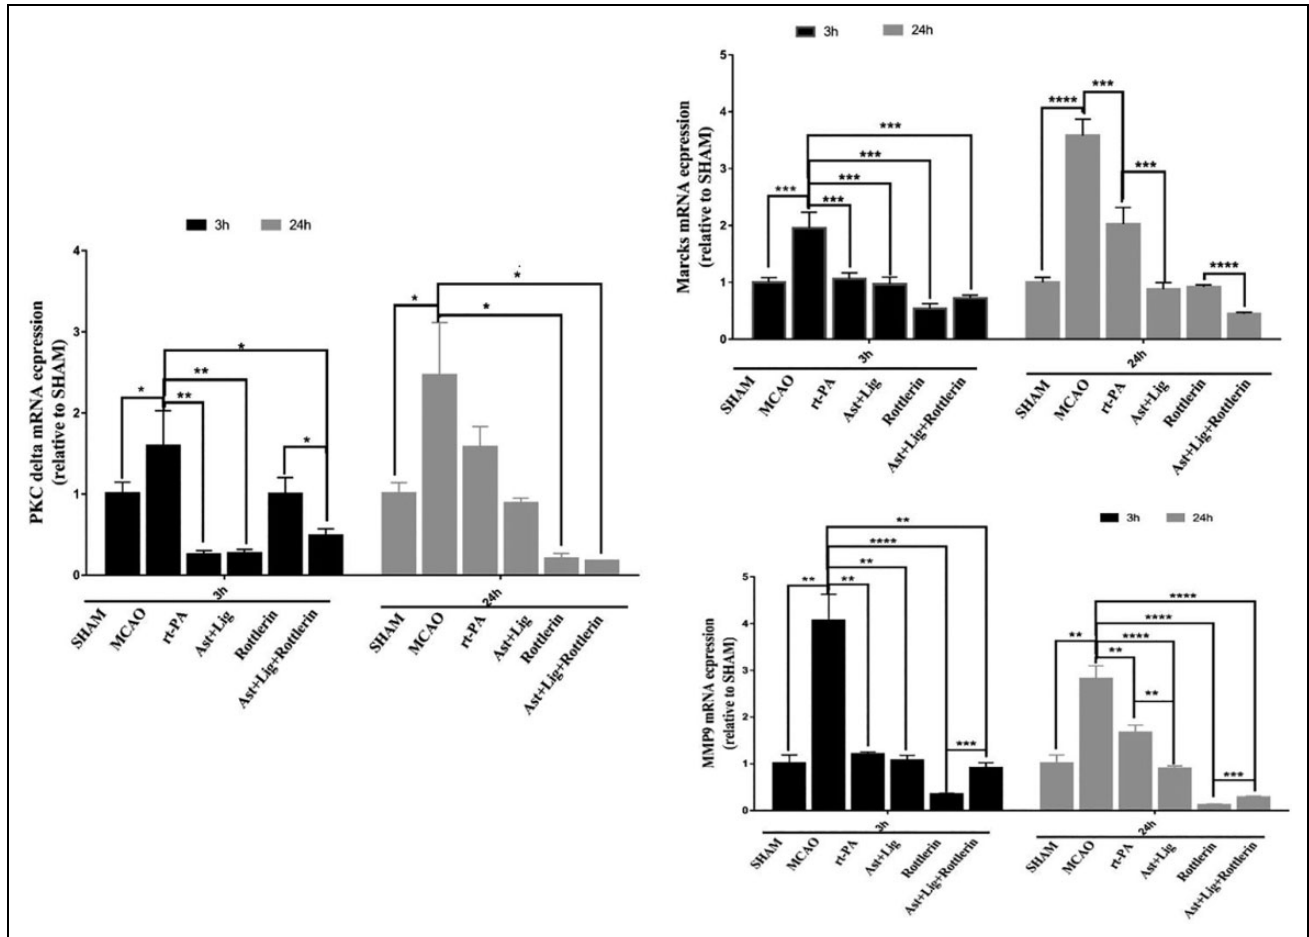 3h 24h
PKC delta mRNA ecpression
(relative to SHAM)
4
3
2
1
0
* ** ** * *
* * *
3h 24h
SHAM MCAO rt-PA Ast+Lig Rottlerin Ast+Lig+Rottlerin
SHAM MCAO rt-PA Ast+Lig Rottlerin Ast+Lig+Rottlerin
3h 24h
Marcks mRNA ecpression
(relative to SHAM)
5
4
3
2
1
0
*** *** *** *** ***
**** *** *** ****
3h 24h
SHAM MCAO rt-PA Ast+Lig Rottlerin Ast+Lig+Rottlerin
SHAM MCAO rt-PA Ast+Lig Rottlerin Ast+Lig+Rottlerin
3h 24h
MMP9 mRNA ecpression
(relative to SHAM)
5
4
3
2
1
0
** ** ** **** ** ***
** ** **** **** **** ** ***
3h 24h
SHAM MCAO rt-PA Ast+Lig Rottlerin Ast+Lig+Rottlerin
SHAM MCAO rt-PA Ast+Lig Rottlerin Ast+Lig+Rottlerin